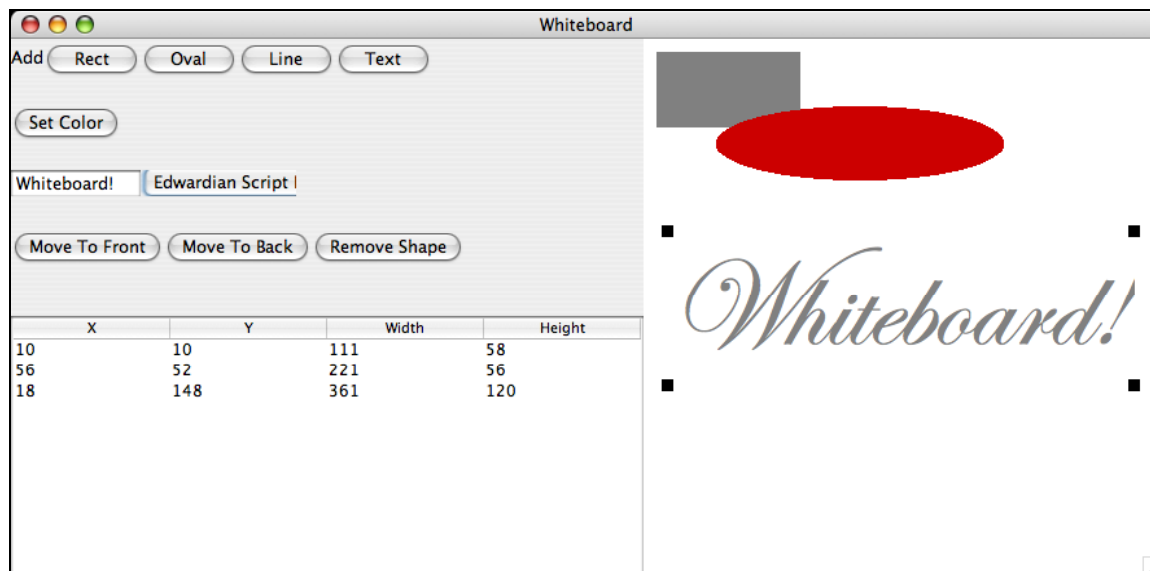 Whiteboard
Add Rect Oval Line Text
Set Color
Whiteboard! Edwardian Script
Move To Front Move To Back Remove Shape
X Y Width Height
10 10 111 58
56 52 221 56
18 148 361 120
Whiteboard!